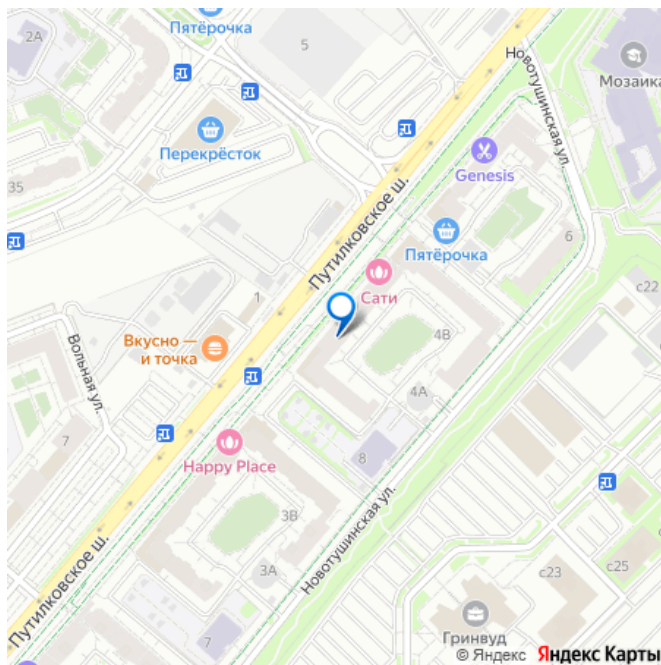 2А
Пятёрочка
5
Новотушинская ул.
Мозаика
Перекрёсток
35
Genesis
Путилковское ш.
Пятёрочка
6
с22
Сати
1
Вкусно —
и точка
4В
Вольная ул.
4А
7
Happy Place
8
3В
Новотушинская ул.
3А
с23
с25
Путилковское ш.
7
Гринвуд
© Яндекс Яндекс Карты